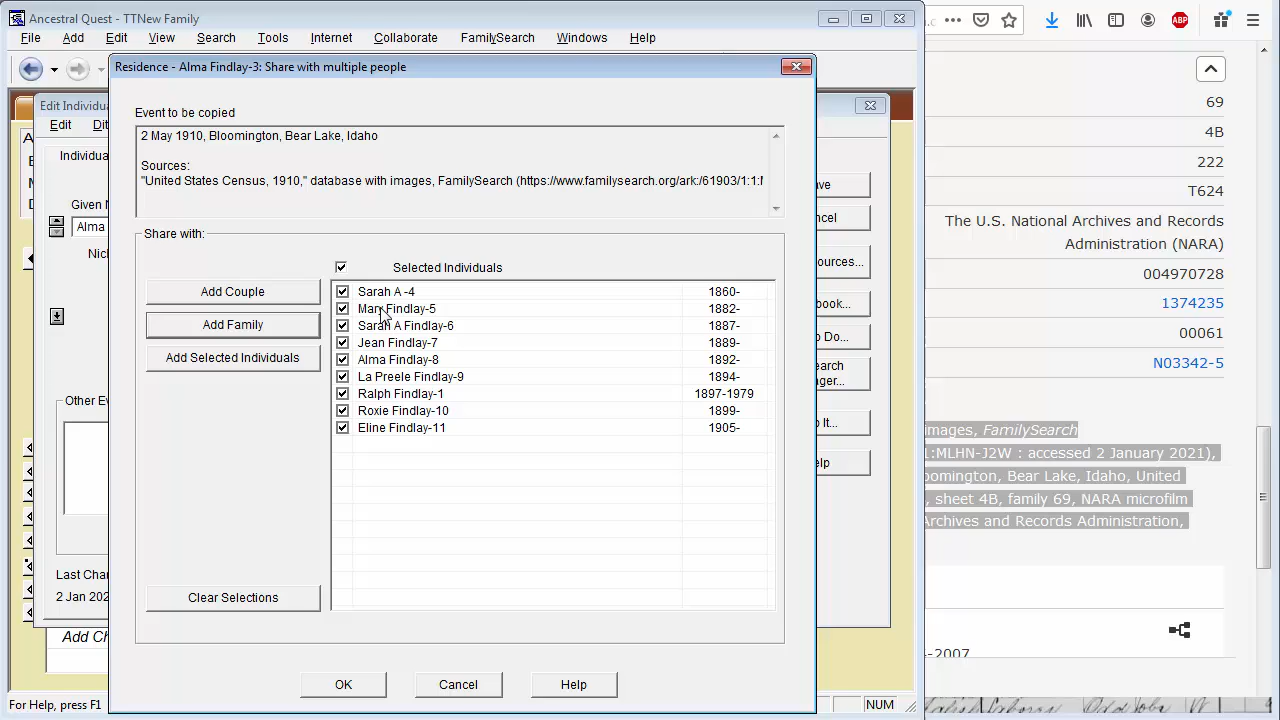 Ancestral Quest - TTNew Family
File Add Edit View Search Tools Internet Collaborate FamilySearch Windows Help
ABP
Residence - Alma Findlay-3: Share with multiple people
Edit Individu
Edit
Individual
Given N
Alma
Nick
Other Ev
Last Cha
2 Jan 202
Add Ch
Event to be copied
2 May 1910, Bloomington, Bear Lake, Idaho
Sources:
"United States Census, 1910," database with images, FamilySearch (https://www.familysearch.org/ark:/61903/1:1:M
Share with:
Selected Individuals
Add Couple
Add Family
Add Selected Individuals
Clear Selections
Sarah A -4 1860-
Mary Findlay-5 1882-
Sarah A Findlay-6 1887-
Jean Findlay-7 1889-
Alma Findlay-8 1892-
La Preele Findlay-9 1894-
Ralph Findlay-1 1897-1979
Roxie Findlay-10 1899-
Eline Findlay-11 1905-
OK Cancel Help
ave
ncel
ources...
book...
o Do...
earch
nger...
o It...
elp
For Help, press F1
NUM
69
4B
222
T624
The U.S. National Archives and Records
Administration (NARA)
004970728
1374235
00061
N03342-5
images, FamilySearch
1:MLHN-J2W : accessed 2 January 2021),
oomington, Bear Lake, Idaho, United
, sheet 4B, family 69, NARA microfilm
Archives and Records Administration,
-2007